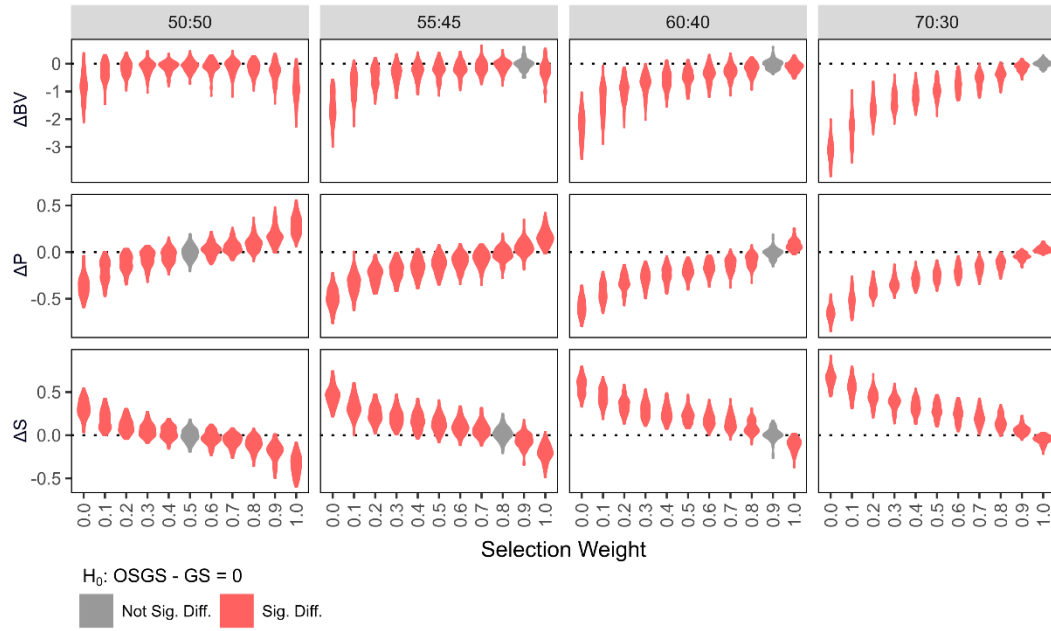 50:50 55:45 60:40 70:30
ΔBV
0
-1
-2
-3
ΔP
0.5
0.0
-0.5
ΔS
0.5
0.0
-0.5
0.0 0.1 0.2 0.3 0.4 0.5 0.6 0.7 0.8 0.9 1.0 0.0 0.1 0.2 0.3 0.4 0.5 0.6 0.7 0.8 0.9 1.0 0.0 0.1 0.2 0.3 0.4 0.5 0.6 0.7 0.8 0.9 1.0 0.0 0.1 0.2 0.3 0.4 0.5 0.6 0.7 0.8 0.9 1.0
Selection Weight
H₀: OSGS - GS = 0
Not Sig. Diff. Sig. Diff.